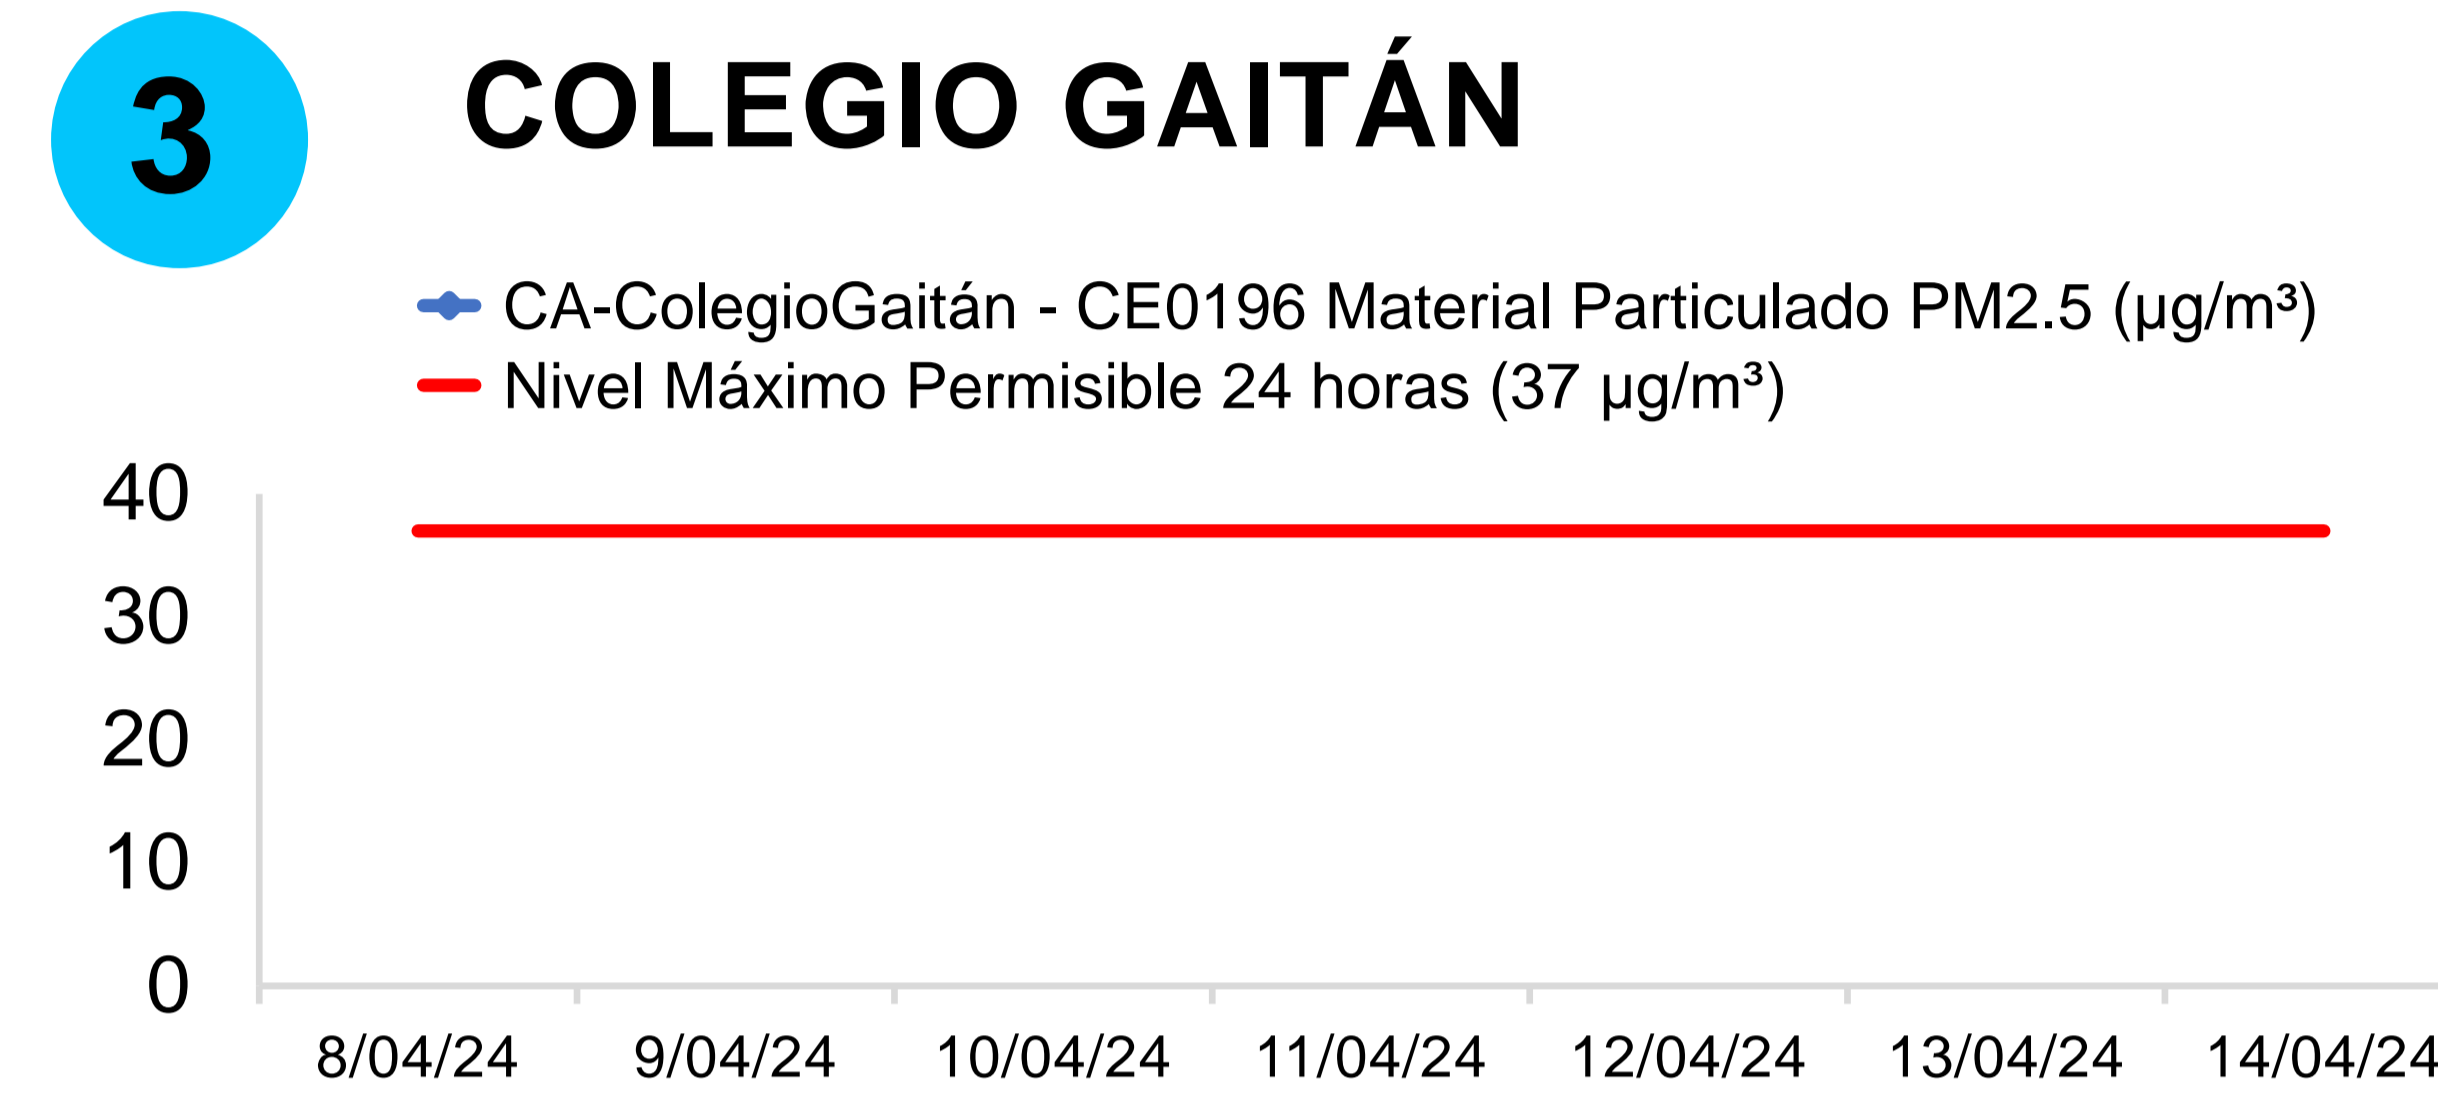 3
COLEGIO GAITÁN
CA-ColegioGaitán - CE0196 Material Particulado PM2.5 (µg/m³)
Nivel Máximo Permisible 24 horas (37 µg/m³)
40
30
20
10
0
8/04/24 9/04/24 10/04/24 11/04/24 12/04/24 13/04/24 14/04/24